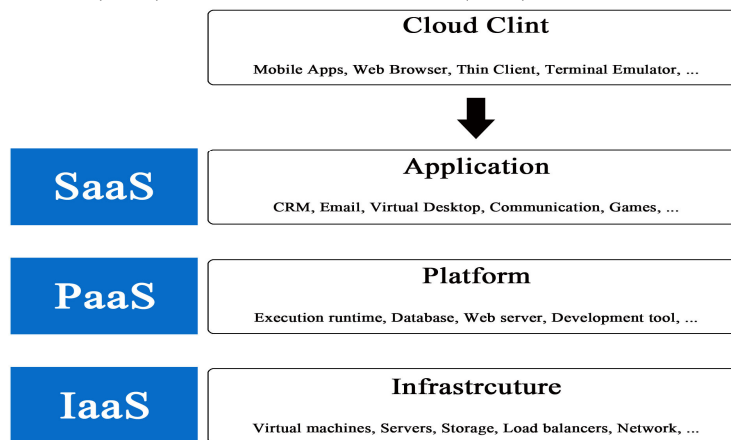 Cloud Clint
Mobile Apps, Web Browser, Thin Client, Terminal Emulator, ...
SaaS
Application
CRM, Email, Virtual Desktop, Communication, Games, ...
PaaS
Platform
Execution runtime, Database, Web server, Development tool, ...
IaaS
Infrastrcuture
Virtual machines, Servers, Storage, Load balancers, Network, ...